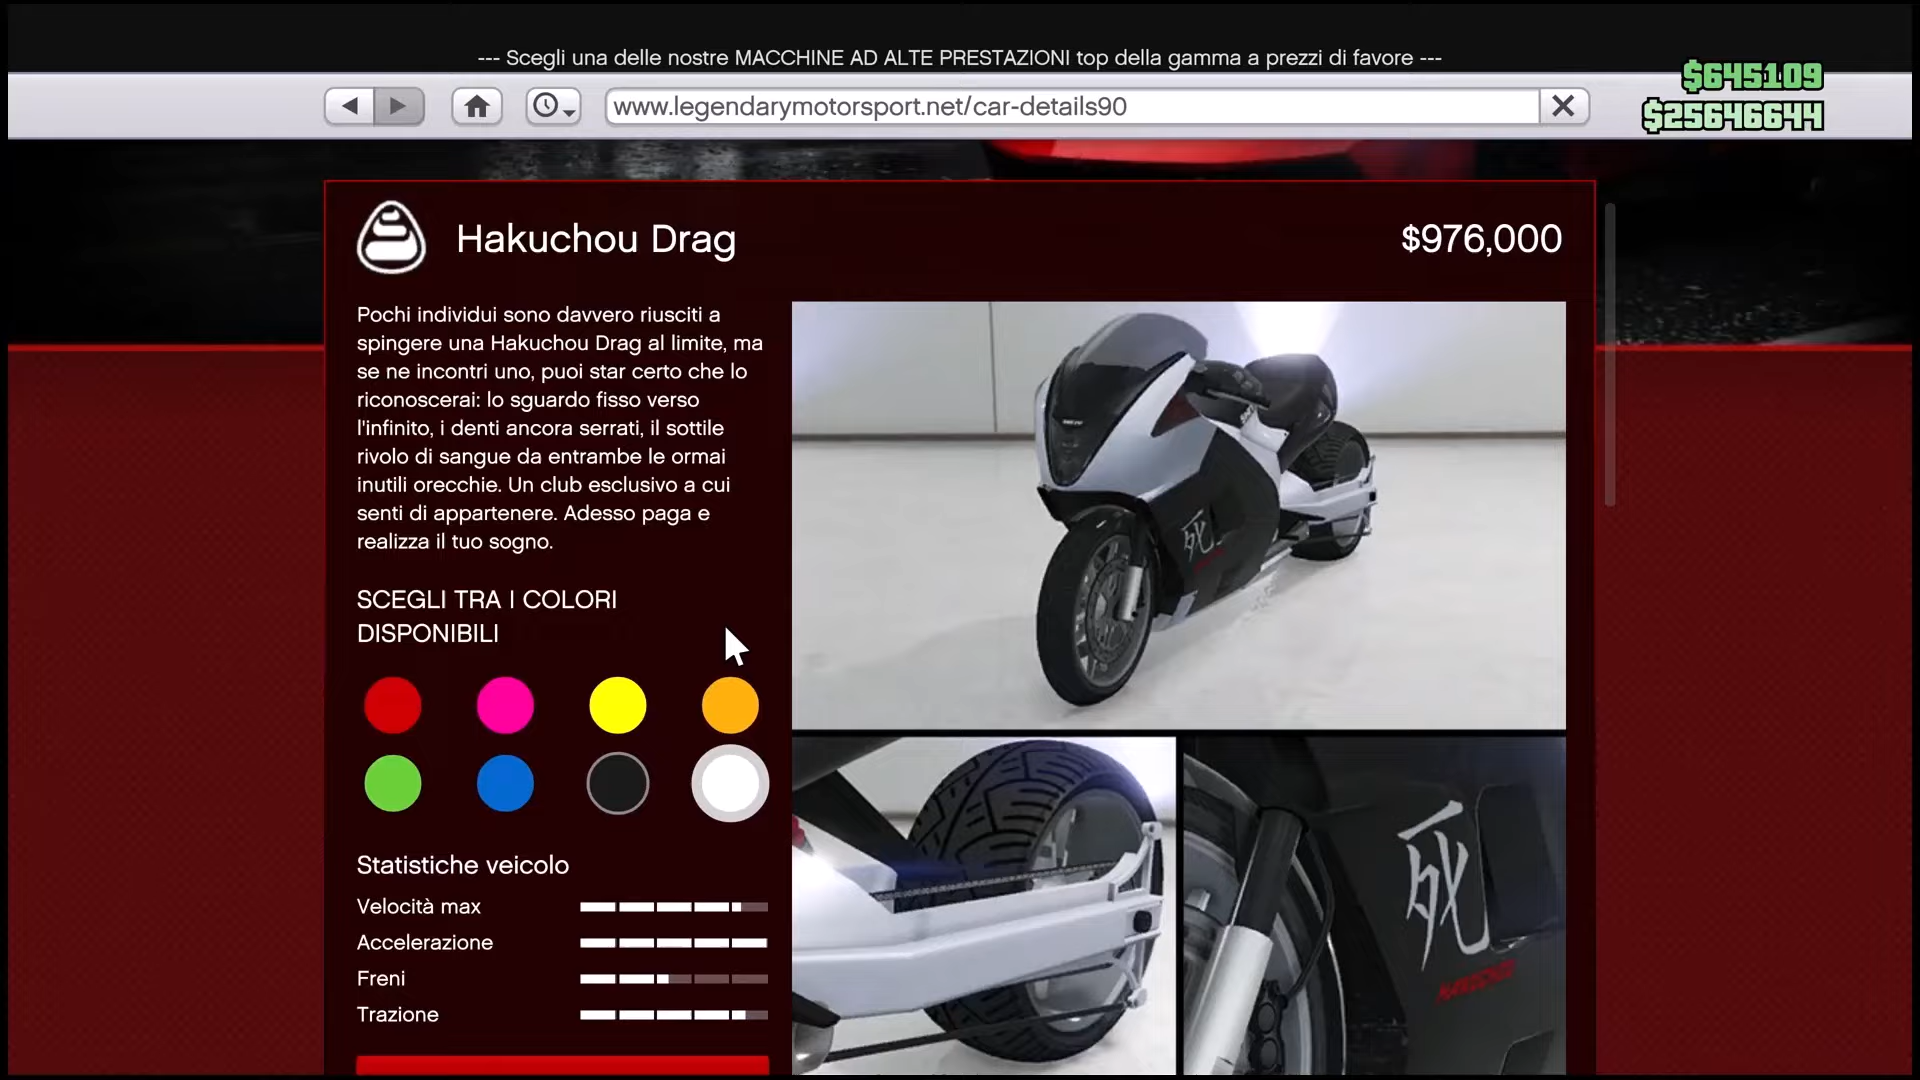 --- Scegli una delle nostre MACCHINE AD ALTE PRESTAZIONI top della gamma a prezzi di favore ---
$645109
www.legendarymotorsport.net/car-details90
$25646644
Hakuchou Drag
$976,000
Pochi individui sono davvero riusciti a
spingere una Hakuchou Drag al limite, ma
se ne incontri uno, puoi star certo che lo
riconoscerai: lo sguardo fisso verso
l'infinito, i denti ancora serrati, il sottile
rivolo di sangue da entrambe le ormai
inutili orecchie. Un club esclusivo a cui
senti di appartenere. Adesso paga e
realizza il tuo sogno.
SCEGLI TRA I COLORI
DISPONIBILI
Statistiche veicolo
Velocità max
Accelerazione
Freni
Trazione
死
死